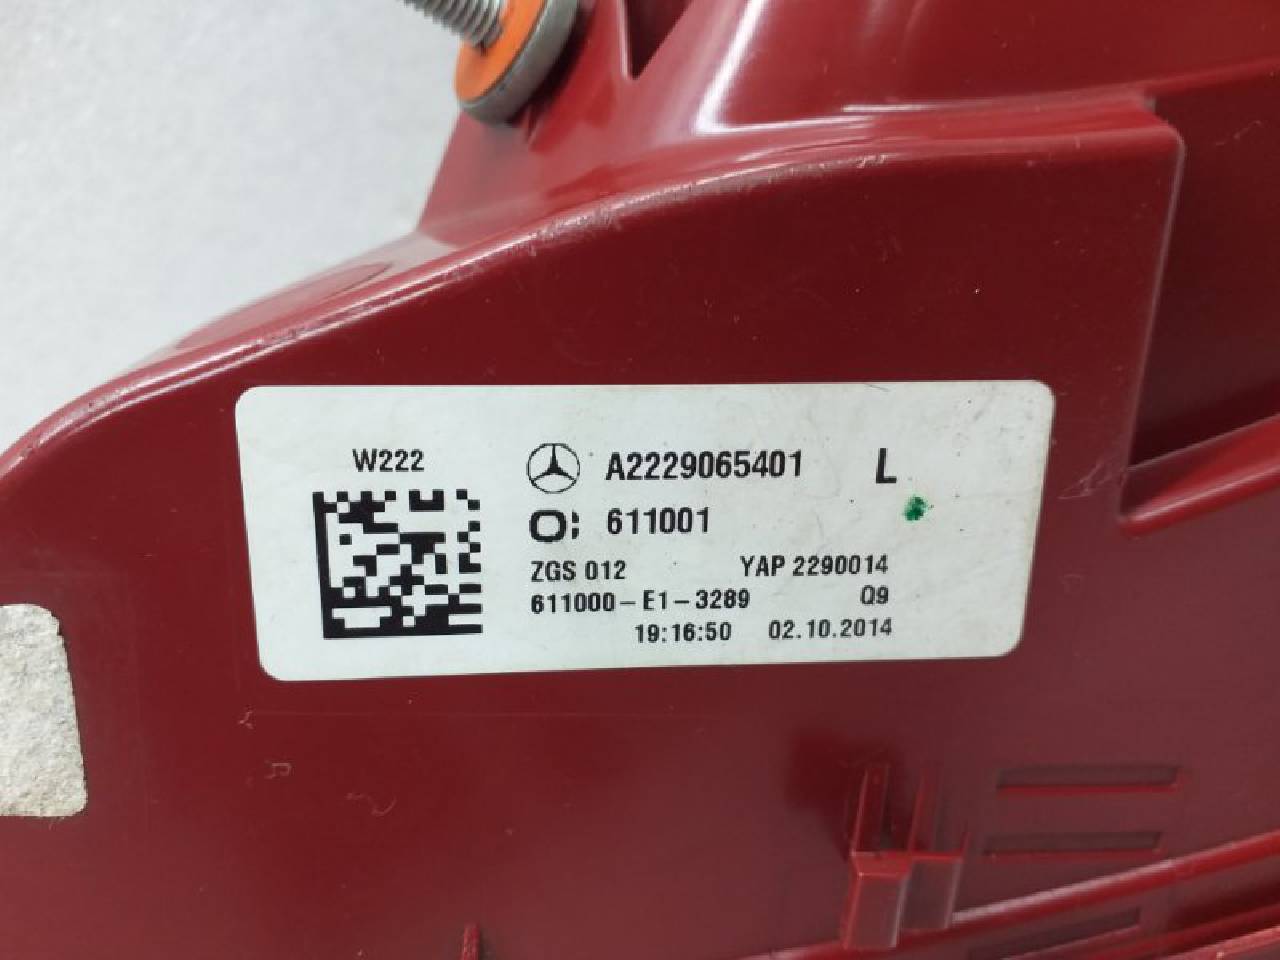 W222
A2229065401 L
611001
ZGS 012 YAP 2290014
611000-E1-3289 Q9
19:16:50 02.10.2014